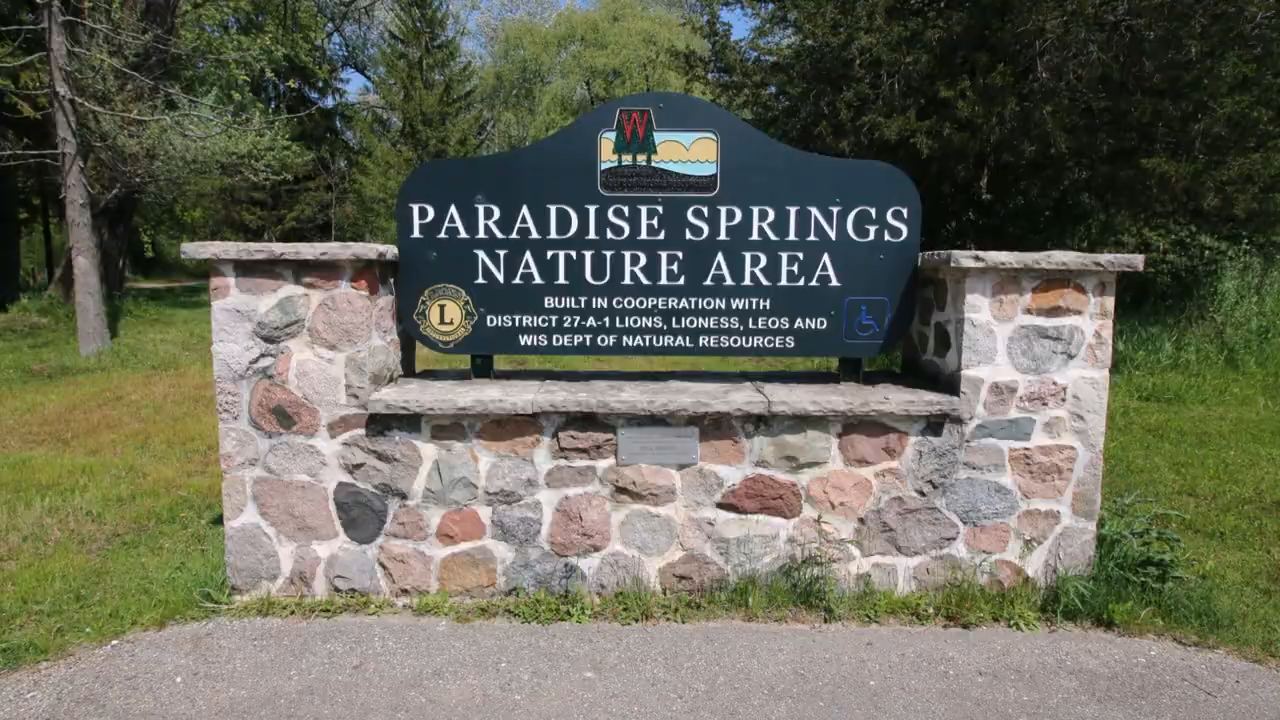 W
PARADISE SPRINGS
NATURE AREA
BUILT IN COOPERATION WITH
DISTRICT 27-A-1 LIONS, LIONESS, LEOS AND
WIS DEPT OF NATURAL RESOURCES
L